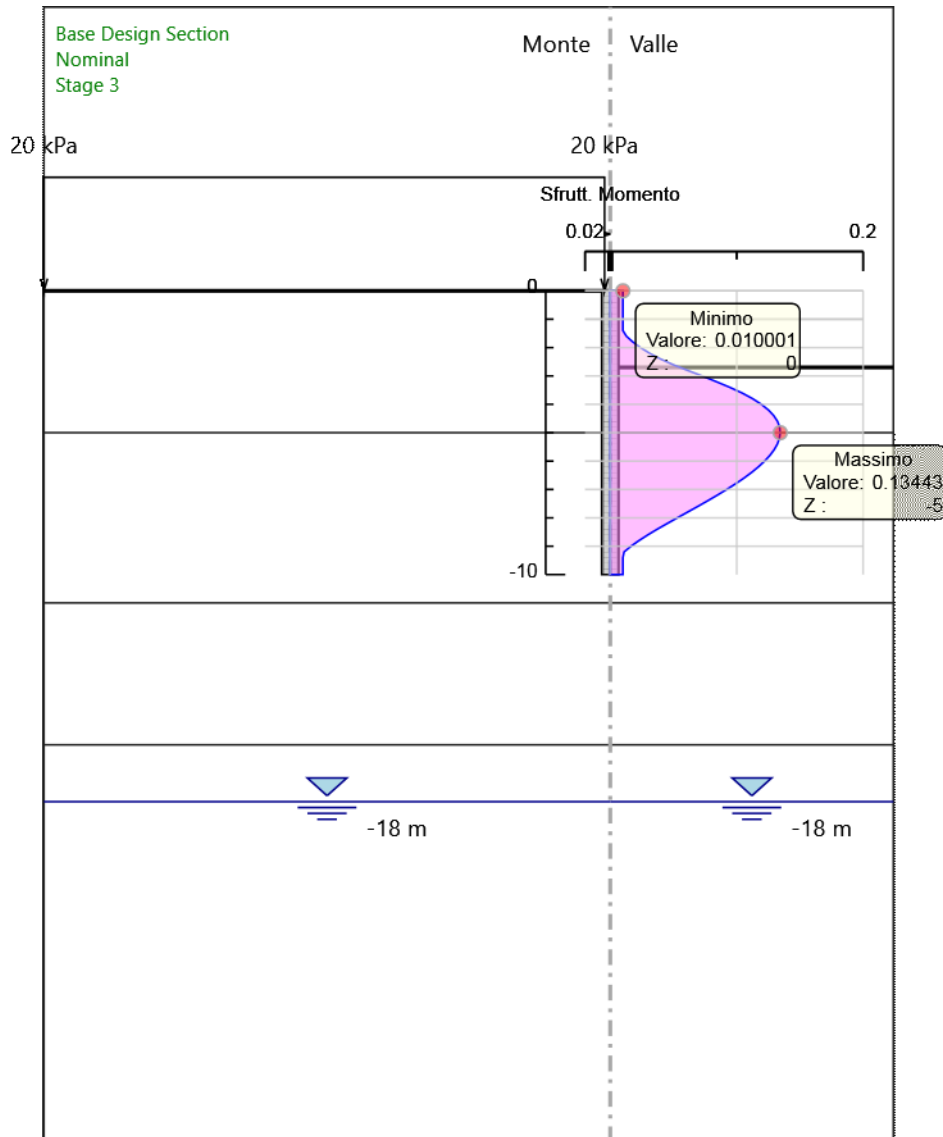 Base Design Section
Nominal
Stage 3
Monte
Valle
20 kPa
20 kPa
Sfrutt. Momento
0.02
0.2
0
Minimo
Valore: 0.010001
Z : 0
Massimo
Valore: 0.13443
Z : -5
-10
-18 m
-18 m